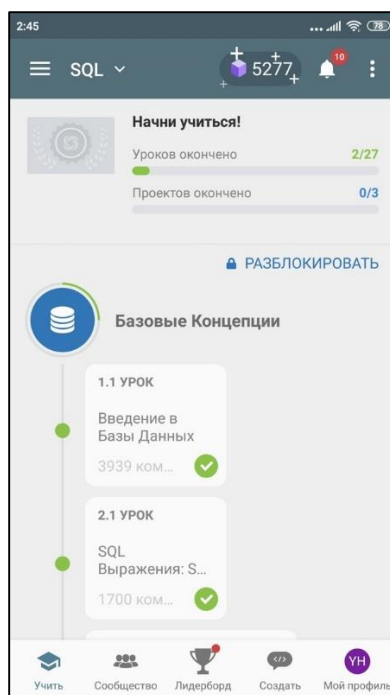 2:45
78
SQL
5277
10
Начни учиться!
Уроков окончено 2/27
Проектов окончено 0/3
РАЗБЛОКИРОВАТЬ
Базовые Концепции
1.1 УРОК
Введение в
Базы Данных
3939 ком...
2.1 УРОК
SQL
Выражения: S...
1700 ком...
YH
Учить Сообщество Лидерборд Создать Мой профиль